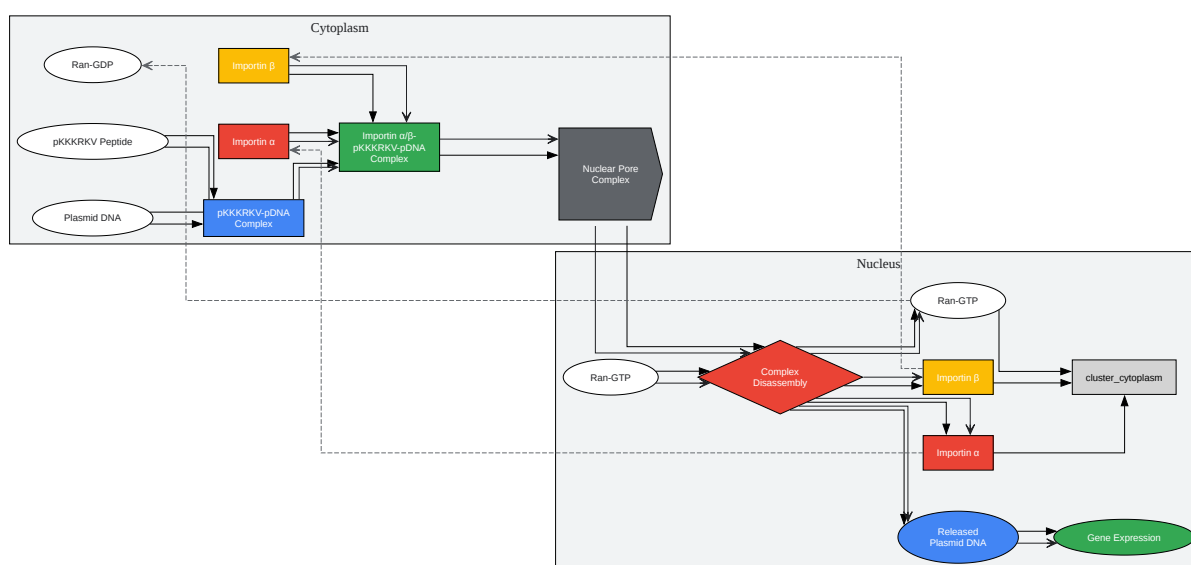 Cytoplasm
Ran-GDP
Importin β
pKKKRKV Peptide
Importin α
Importin α/β-
pKKKRKV-pDNA
Complex
Nuclear Pore
Complex
Plasmid DNA
pKKKRKV-pDNA
Complex
Nucleus
Ran-GTP
Ran-GTP
Complex
Disassembly
Importin β
cluster_cytoplasm
Importin α
Released
Plasmid DNA
Gene Expression